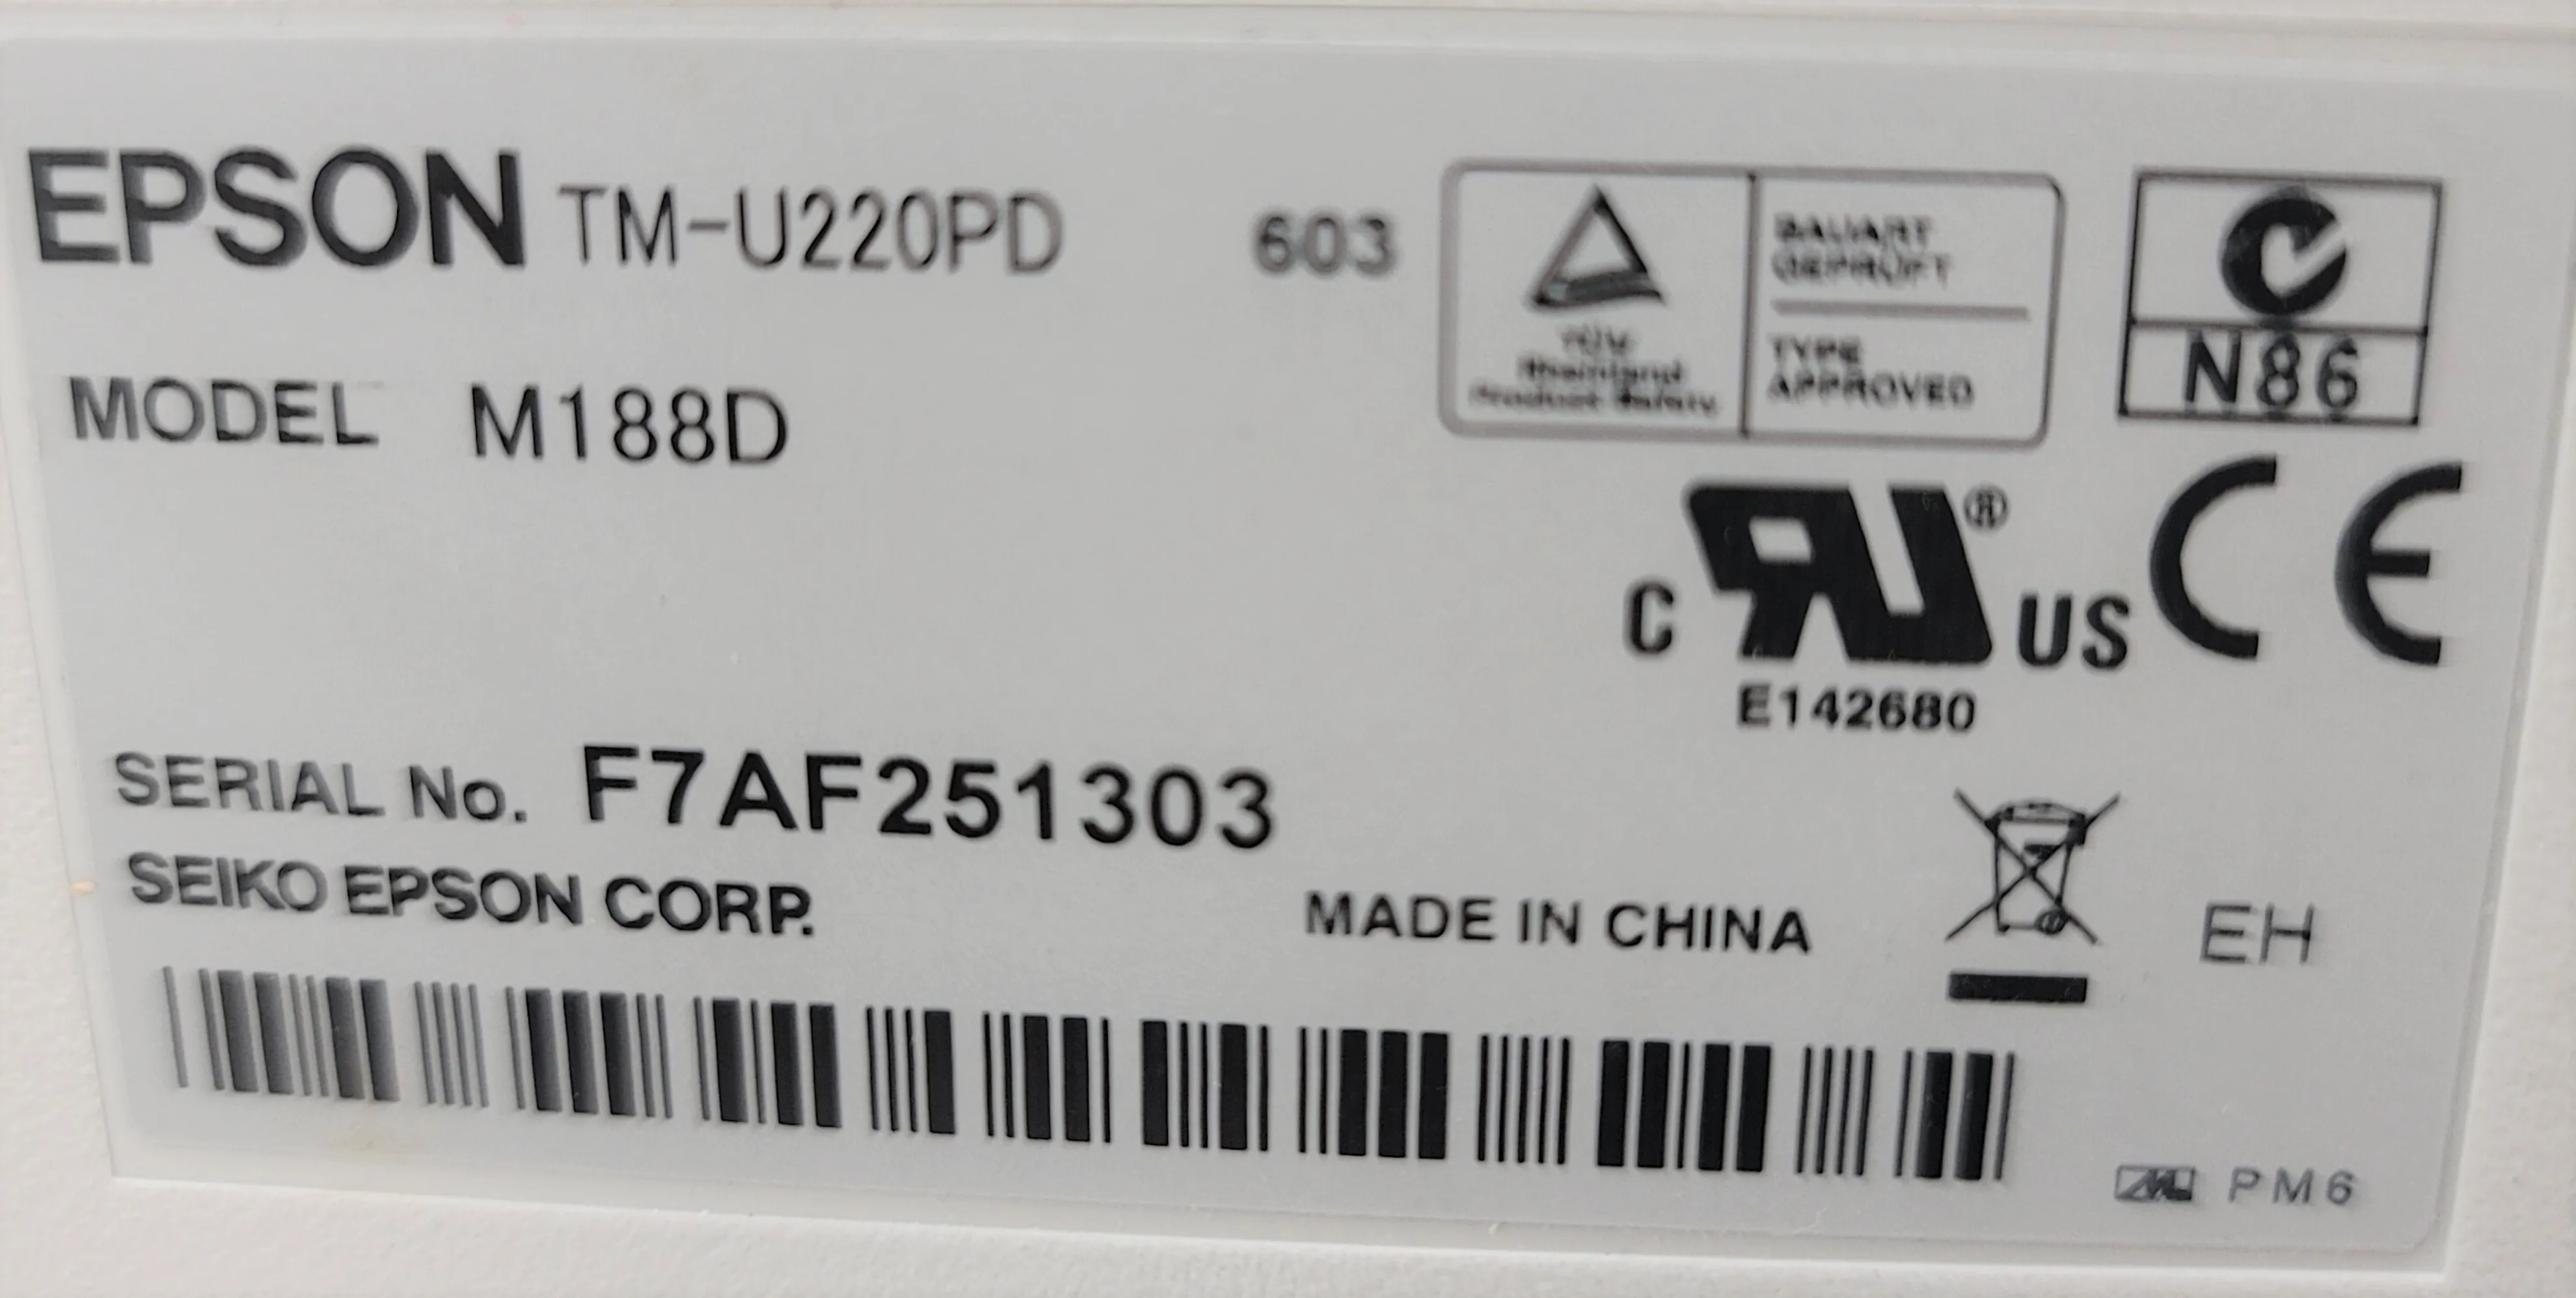 EPSON TM-U220PD 603
BAUART
GEPRÜFT
TÜV
Rheinland
Product Safety
TYPE
APPROVED
N86
MODEL M188D
C RU® US CE
E142680
SERIAL No. F7AF251303
SEIKO EPSON CORP.
MADE IN CHINA
EH
PM6